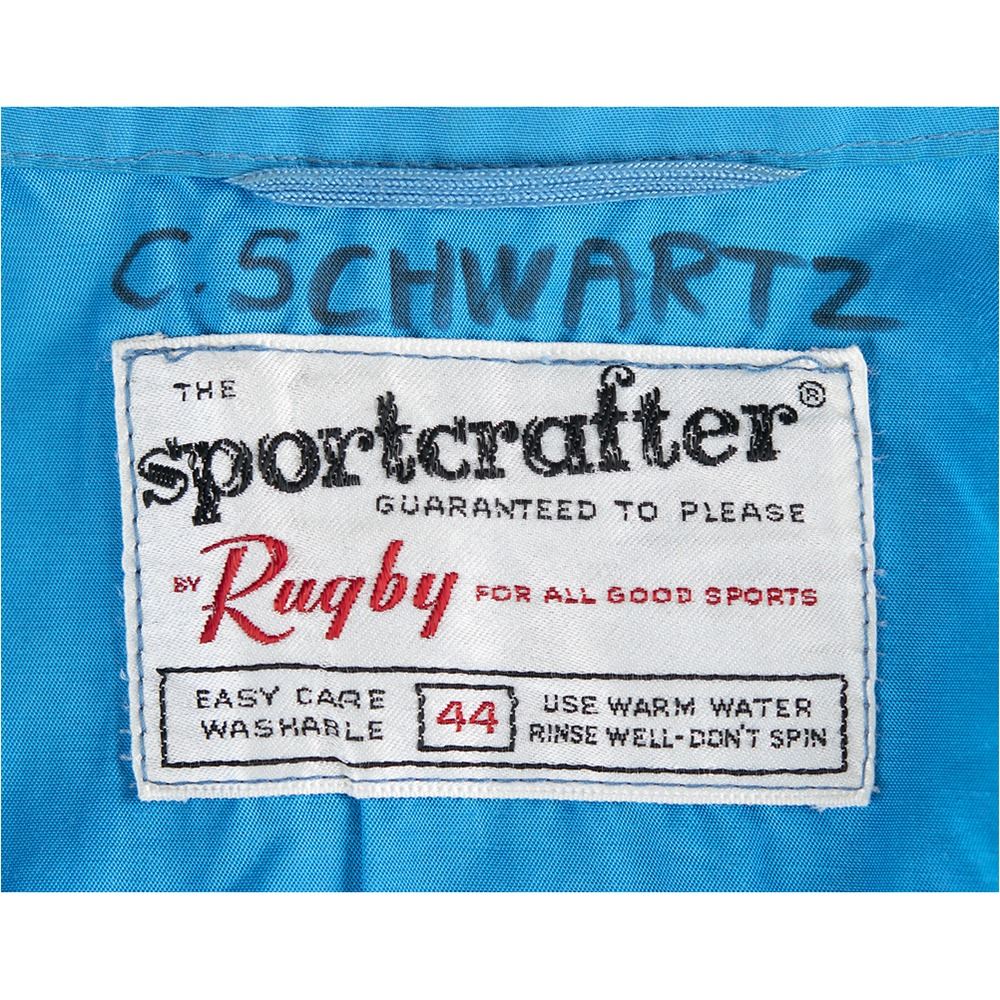 C. SCHWARTZ
THE
sportcrafter®
GUARANTEED TO PLEASE
BY Rugby FOR ALL GOOD SPORTS
EASY CARE
WASHABLE
44
USE WARM WATER
RINSE WELL-DON'T SPIN